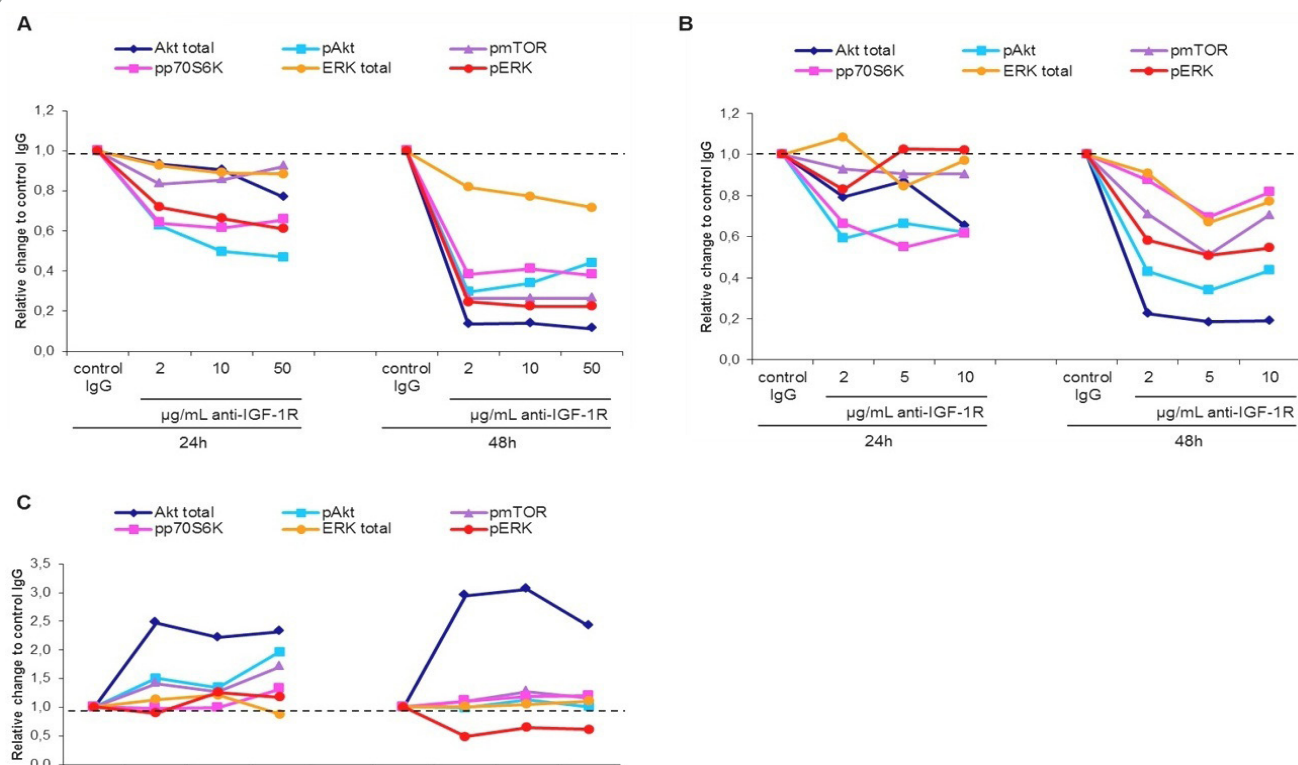 A
Akt total pAkt pmTOR
pp70S6K ERK total pERK
Relative change to control IgG
1,2
1,0
0,8
0,6
0,4
0,2
0,0
control IgG 2 10 50 control IgG 2 10 50
µg/mL anti-IGF-1R µg/mL anti-IGF-1R
24h 48h
B
Akt total pAkt pmTOR
pp70S6K ERK total pERK
Relative change to control IgG
1,2
1,0
0,8
0,6
0,4
0,2
0,0
control IgG 2 5 10 control IgG 2 5 10
µg/mL anti-IGF-1R µg/mL anti-IGF-1R
24h 48h
C
Akt total pAkt pmTOR
pp70S6K ERK total pERK
Relative change to control IgG
3,5
3,0
2,5
2,0
1,5
1,0
0,5
0,0